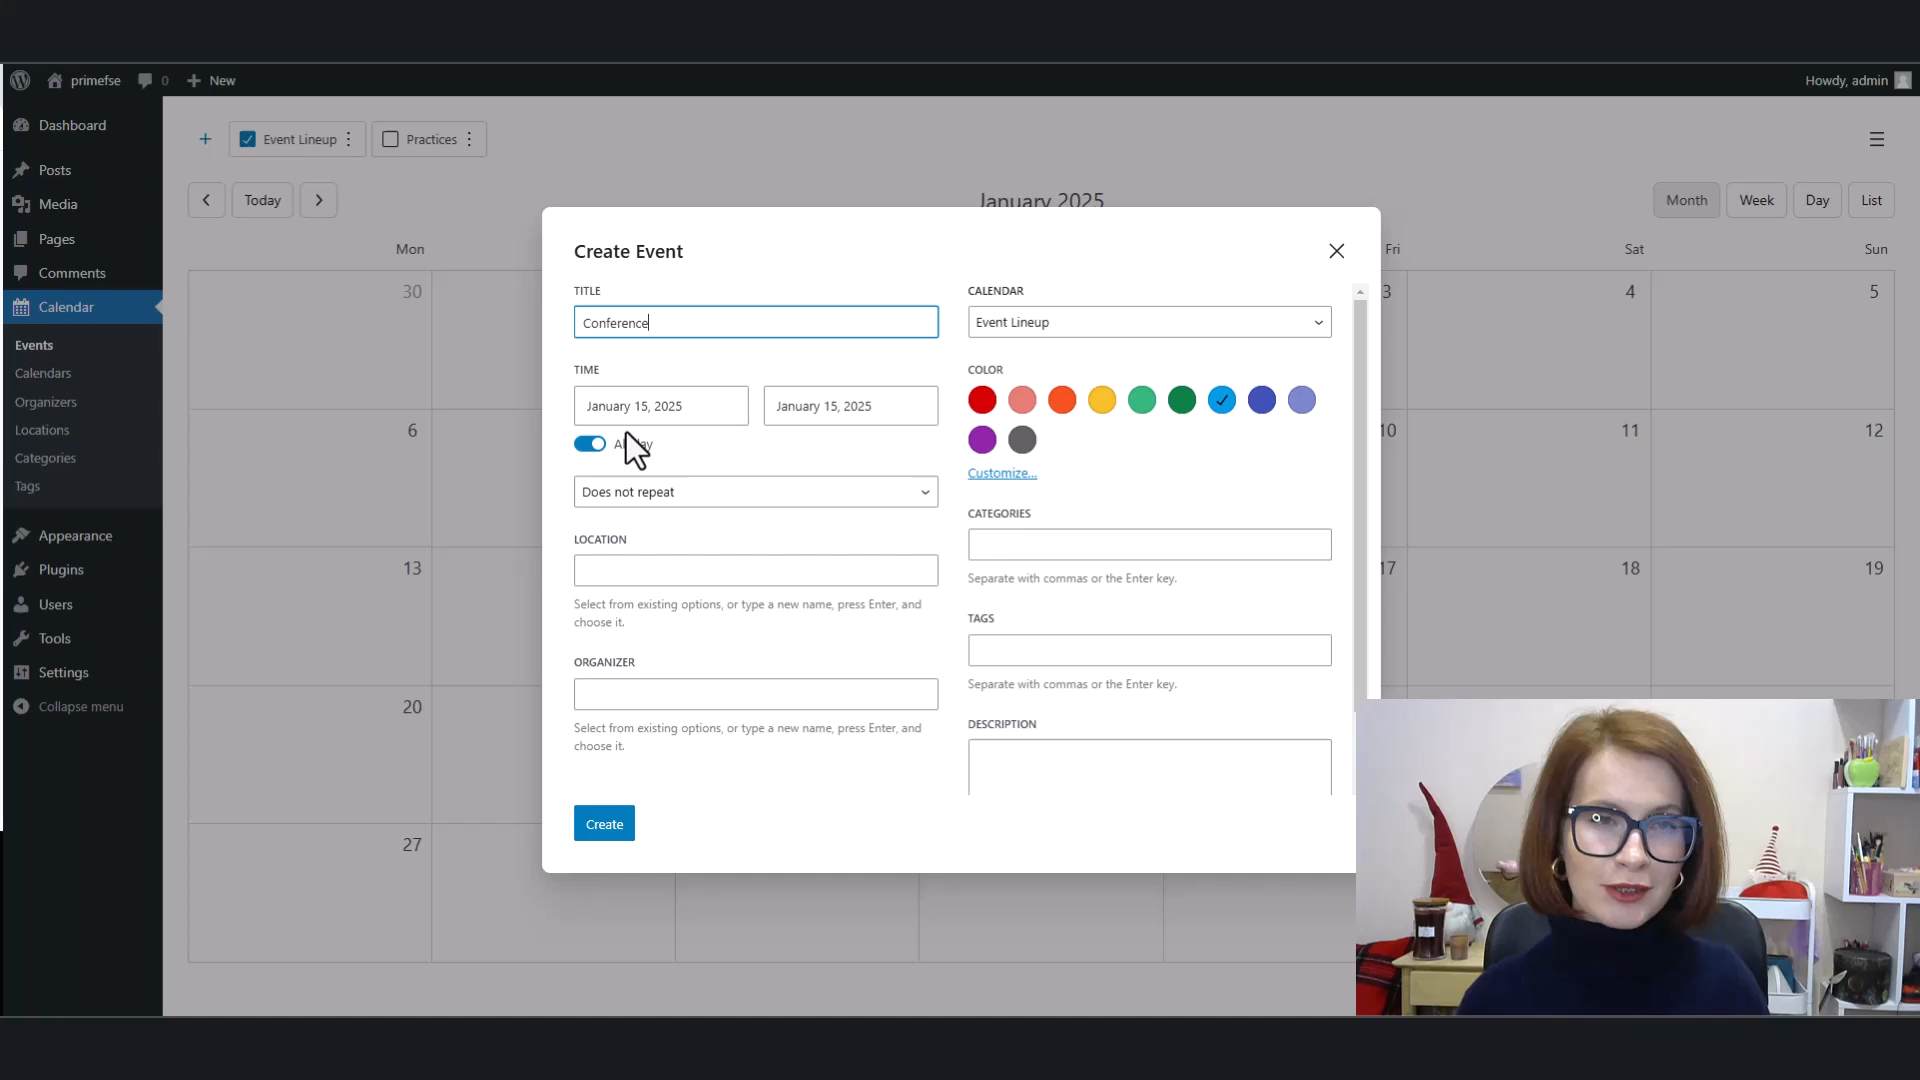 primefse
0
New
Howdy, admin
Dashboard
Posts
Media
Pages
Comments
Calendar
Events
Calendars
Organizers
Locations
Categories
Tags
Appearance
Plugins
Users
Tools
Settings
Collapse menu
+
Event Lineup
Practices
Today
January 2025
Month
Week
Day
List
Mon
Fri
Sat
Sun
30
3
4
5
6
10
11
12
13
17
18
19
20
27
Create Event
TITLE
Conference
TIME
January 15, 2025
January 15, 2025
Does not repeat
LOCATION
Select from existing options, or type a new name, press Enter, and
choose it.
ORGANIZER
Select from existing options, or type a new name, press Enter, and
choose it.
Create
CALENDAR
Event Lineup
COLOR
Customize...
CATEGORIES
Separate with commas or the Enter key.
TAGS
Separate with commas or the Enter key.
DESCRIPTION